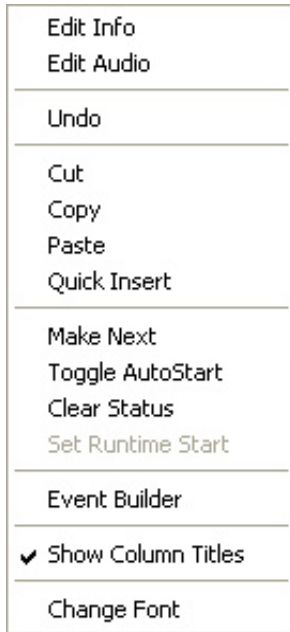 Edit Info
Edit Audio
Undo
Cut
Copy
Paste
Quick Insert
Make Next
Toggle AutoStart
Clear Status
Set Runtime Start
Event Builder
Show Column Titles
Change Font